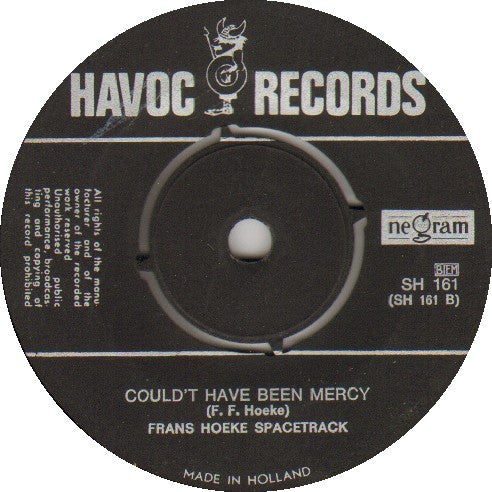 HAVOC RECORDS
All rights of the manu-
facturer and of the
owner of the recorded
work reserved
Unauthorised public
performance, broadcas-
ting and copying of
this record prohibited
negram
BIEM
SH 161
(SH 161 B)
COULD'T HAVE BEEN MERCY
(F. F. Hoeke)
FRANS HOEKE SPACETRACK
MADE IN HOLLAND